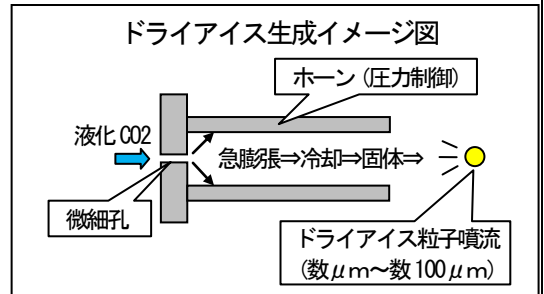 ドライアイス生成イメージ図
ホーン（圧力制御）
液化CO2
急膨張⇒冷却⇒固体⇒
微細孔
ドライアイス粒子噴流
（数μm～数100μm）